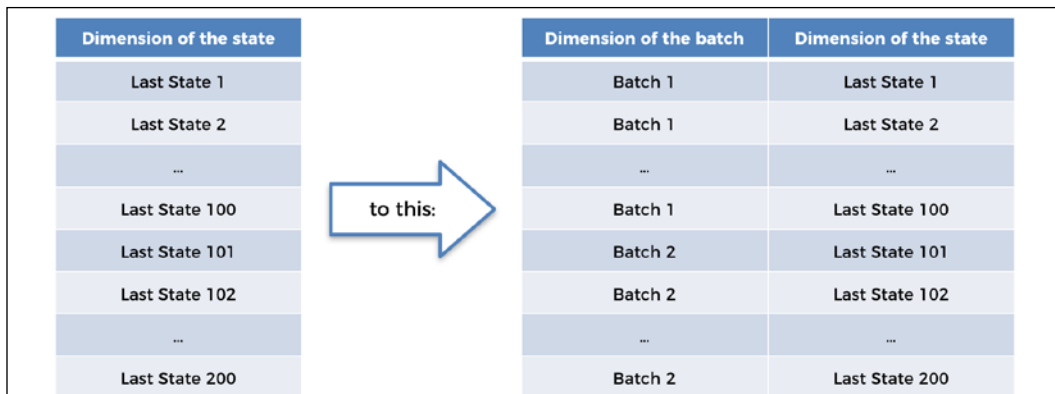 Dimension of the state
Last State 1
Last State 2
...
Last State 100
Last State 101
Last State 102
...
Last State 200
to this:
Dimension of the batch Dimension of the state
Batch 1 Last State 1
Batch 1 Last State 2
... ...
Batch 1 Last State 100
Batch 2 Last State 101
Batch 2 Last State 102
... ...
Batch 2 Last State 200